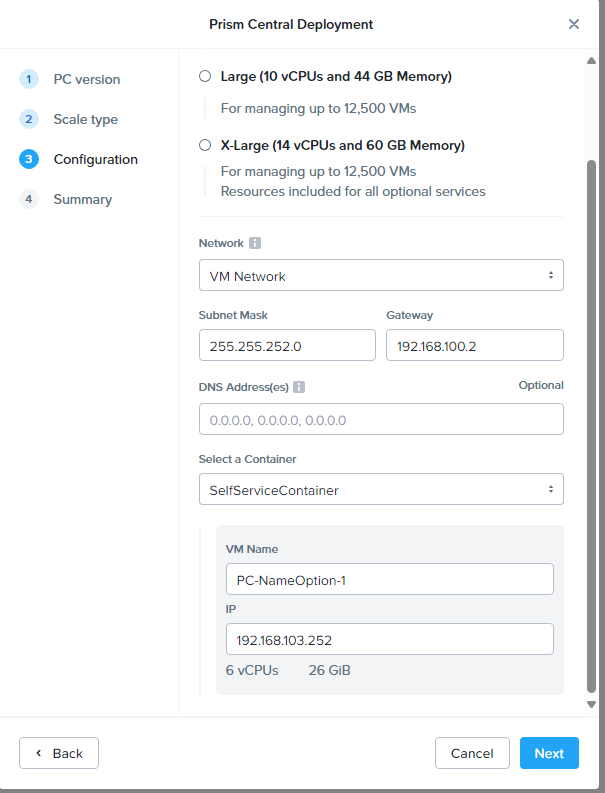 Prism Central Deployment
1 PC version
2 Scale type
3 Configuration
4 Summary
Large (10 vCPUs and 44 GB Memory)
For managing up to 12,500 VMs
X-Large (14 vCPUs and 60 GB Memory)
For managing up to 12,500 VMs
Resources included for all optional services
Network
VM Network
Subnet Mask Gateway
255.255.252.0 192.168.100.2
DNS Address(es) Optional
0.0.0.0, 0.0.0.0, 0.0.0.0
Select a Container
SelfServiceContainer
VM Name
PC-NameOption-1
IP
192.168.103.252
6 vCPUs 26 GiB
Back Cancel Next